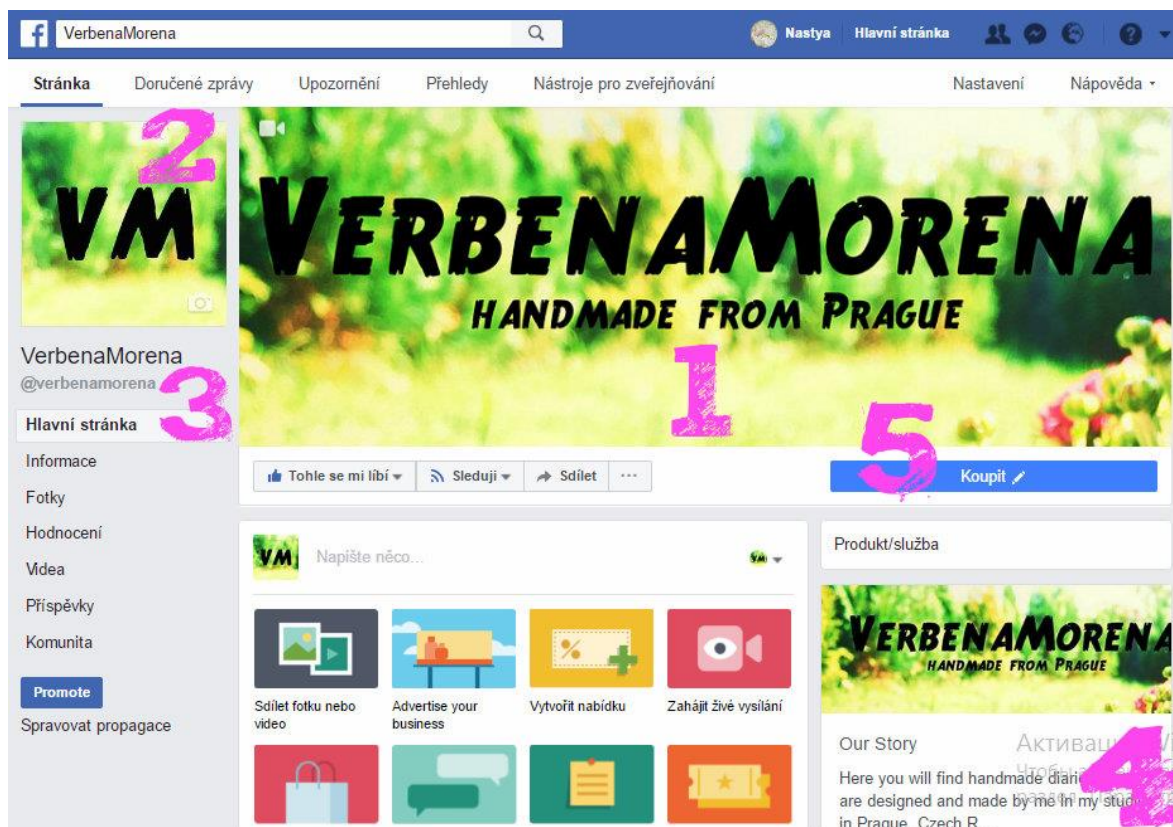 VerbenaMorena
Nastya
Hlavní stránka
Stránka
Doručené zprávy
Upozornění
Přehledy
Nástroje pro zveřejňování
Nastavení
Nápověda
2
VM
VERBENAMORENA
HANDMADE FROM PRAGUE
1
VerbenaMorena
@verbenamorena
3
Hlavní stránka
Informace
Fotky
Hodnocení
Videa
Příspěvky
Komunita
Promote
Spravovat propagace
Tohle se mi líbí
Sleduji
Sdílet
5
Koupit
VM
Napište něco...
VM
Sdílet fotku nebo
video
Advertise your
business
Vytvořit nabídku
Zahájit živé vysílání
Produkt/služba
VERBENAMORENA
HANDMADE FROM PRAGUE
4
Our Story
Here you will find handmade
are designed and made by me in my
in Prague, Czech R